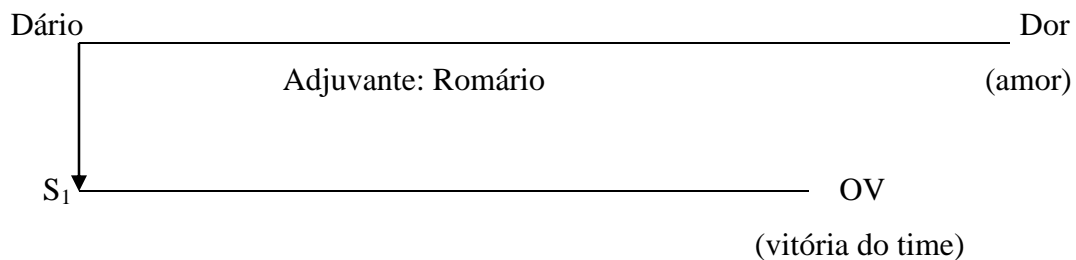 Dário Dor
Adjuvante: Romário (amor)
S₁ OV
(vitória do time)